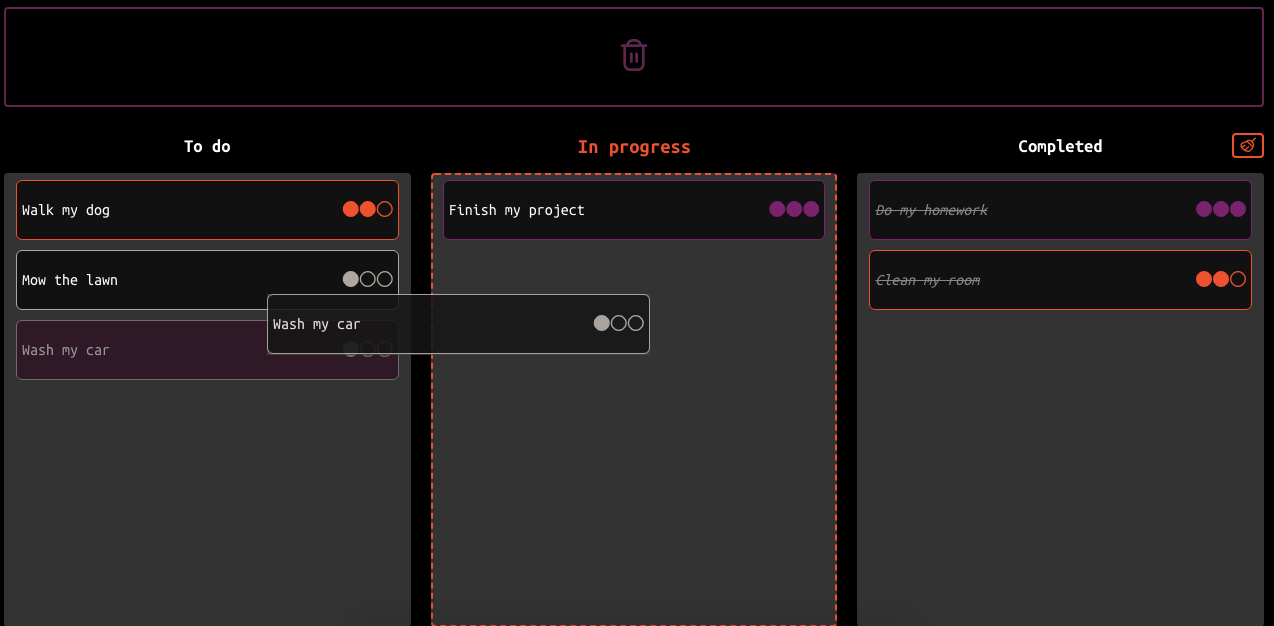 To do
In progress
Completed
Walk my dog
Mow the lawn
Wash my car
Wash my car
Finish my project
Do my homework
Clean my room